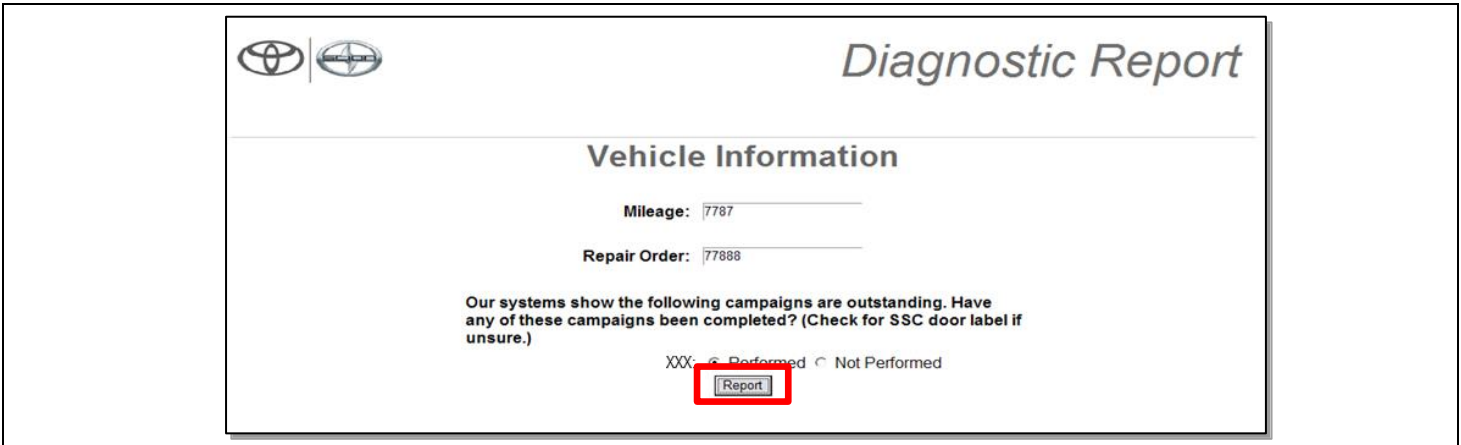 SCION
Diagnostic Report
Vehicle Information
Mileage: 7787
Repair Order: 77888
Our systems show the following campaigns are outstanding. Have
any of these campaigns been completed? (Check for SSC door label if
unsure.)
XXX: Performed Not Performed
Report